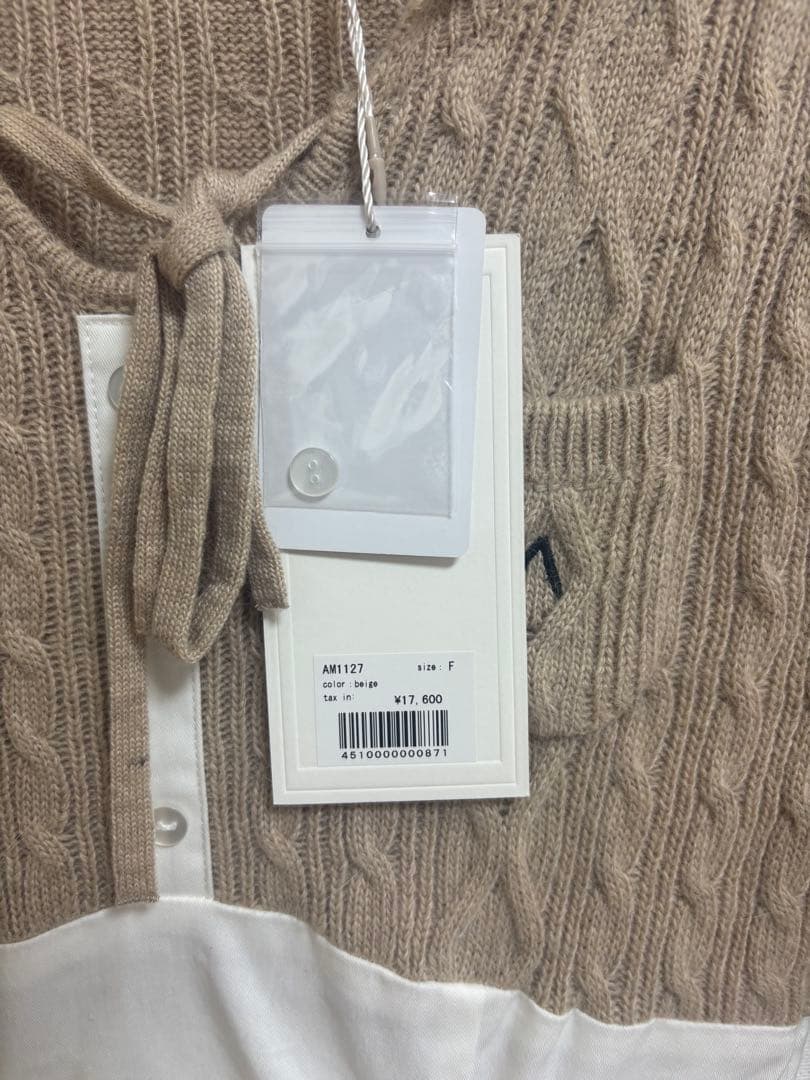 AM1127 size: F
color:beige
tax in: ¥17,600
4510000000871